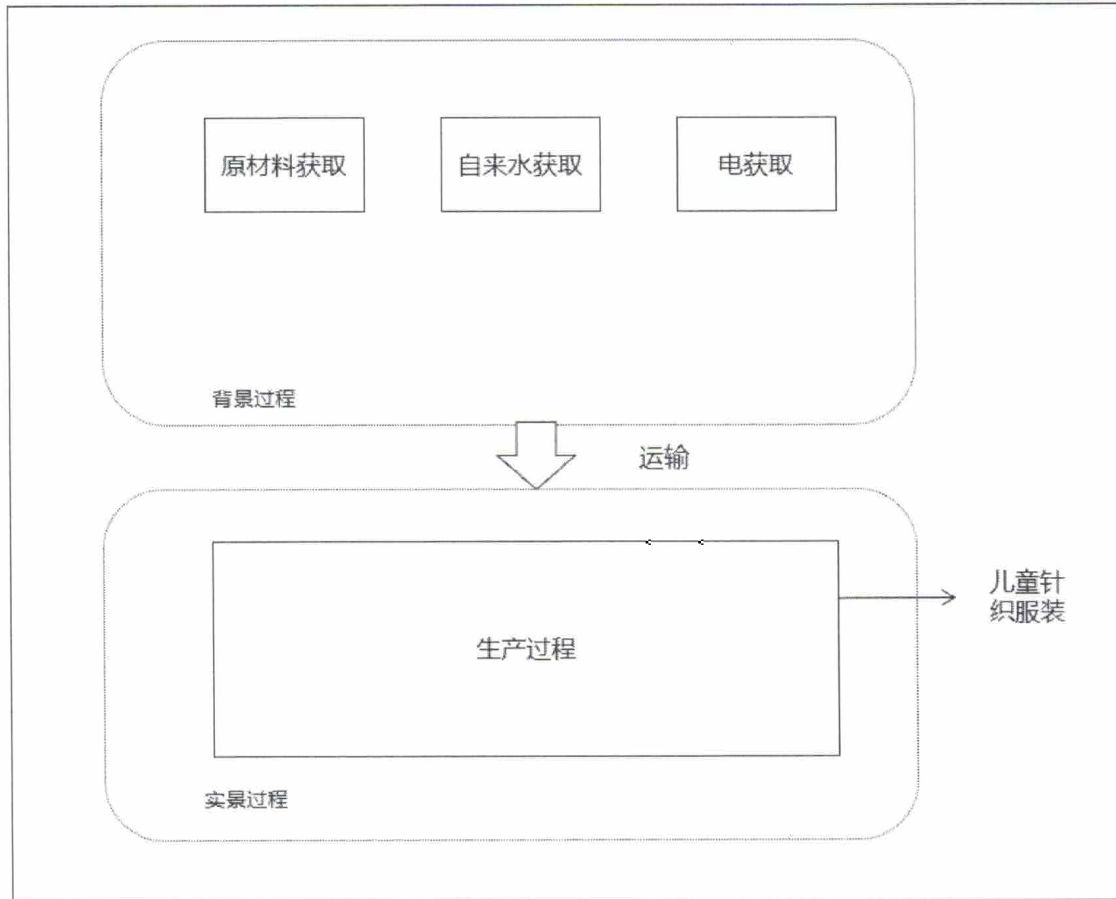 原材料获取
自来水获取
电获取
背景过程
运输
儿童针
织服装
生产过程
实景过程